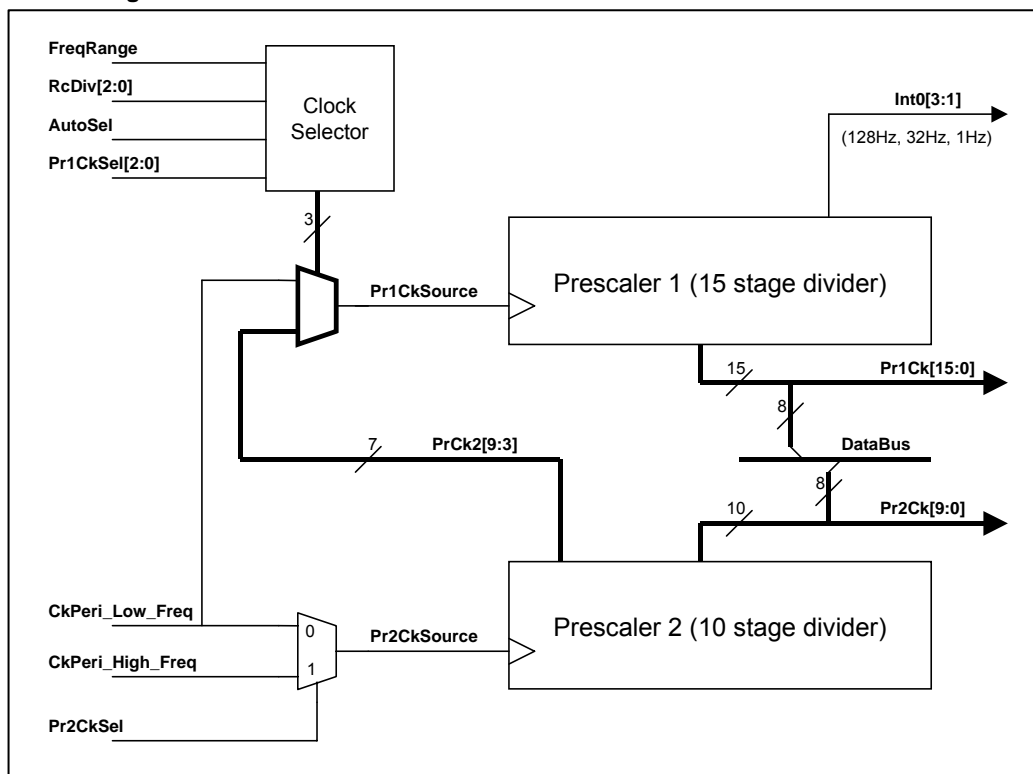 FreqRange
RcDiv[2:0]
AutoSel
Pr1CkSel[2:0]
Clock
Selector
Int0[3:1]
(128Hz, 32Hz, 1Hz)
3
Pr1CkSource
Prescaler 1 (15 stage divider)
15
Pr1Ck[15:0]
8
7
PrCk2[9:3]
DataBus
8
10
Pr2Ck[9:0]
CkPeri_Low_Freq
0
Pr2CkSource
Prescaler 2 (10 stage divider)
CkPeri_High_Freq
1
Pr2CkSel